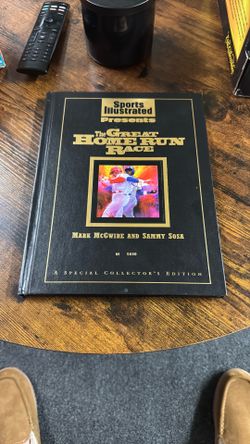 Sports
Illustrated
Presents
The GREAT
HOME RUN
RACE
MARK MCGWIRE AND SAMMY SOSA
A SPECIAL COLLECTOR'S EDITION